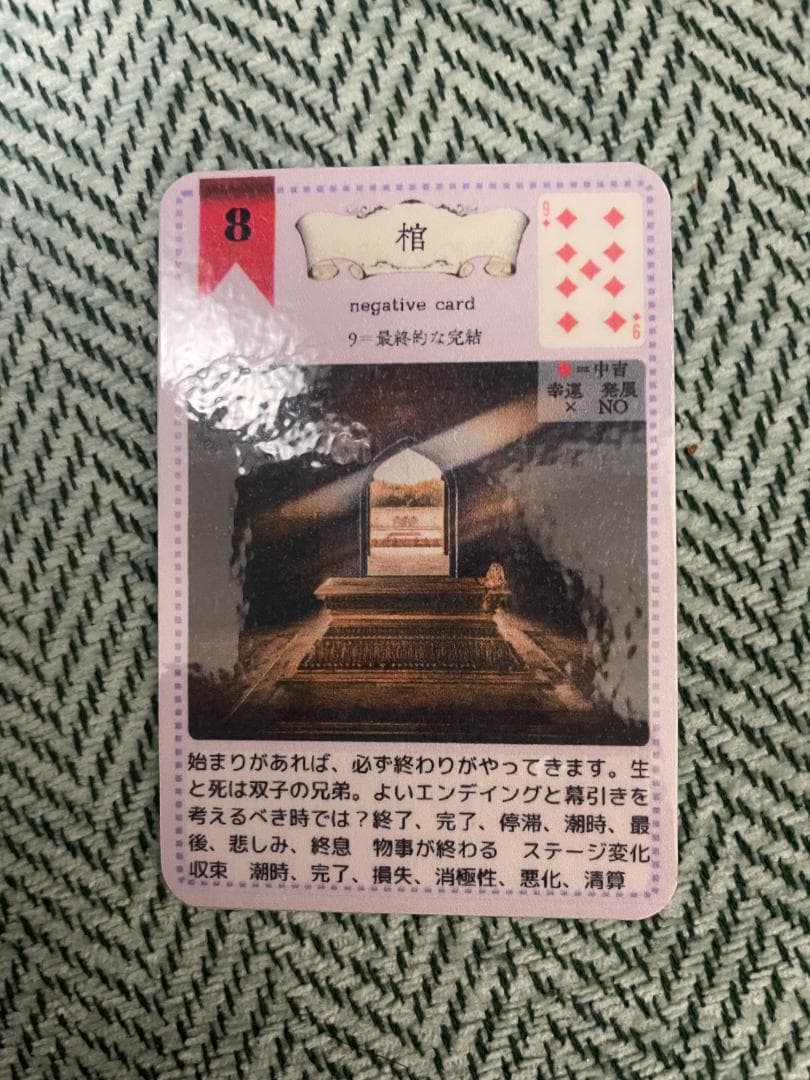 8
棺
9
negative card
9=最終的な完結
♦=中吉
幸運 発展
× NO
9
始まりがあれば、必ず終わりがやってきます。生
と死は双子の兄弟。よいエンデイングと幕引きを
考えるべき時では？終了、完了、停滞、潮時、最
後、悲しみ、終息 物事が終わる ステージ変化
収束 潮時、完了、損失、消極性、悪化、清算